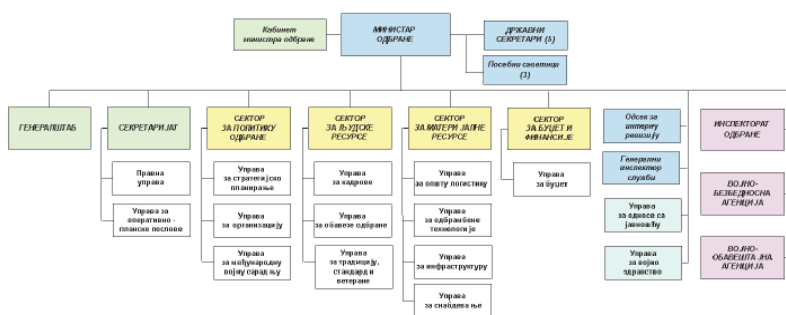 Кабинет
министра одбране
МИНИСТАР
ОДБРАНЕ
ДРЖАВНИ
СЕКРЕТАРИ (5)
Посебни саветници
(3)
ГЕНЕРАЛШТАБ
СЕКРЕТАРИЈАТ
Правна
управа
Управа за
оперативно -
планске послове
СЕКТОР
ЗА ПОЛИТИКУ
ОДБРАНЕ
Управа
за стратегијско
планирање
Управа
за организацију
Управа
за међународну
војну сарадњу
СЕКТОР
ЗА ЉУДСКЕ
РЕСУРСЕ
Управа
за кадрове
Управа
за обавезе одбране
Управа
за традицију,
стандард и
ветеране
СЕКТОР
ЗА МАТЕРИЈАЛНЕ
РЕСУРСЕ
Управа
за општу логистику
Управа
за одбрамбене
технологије
Управа
за инфраструктуру
Управа
за снабдевање
СЕКТОР
ЗА БУЏЕТ И
ФИНАНСИЈЕ
Управа
за буџет
Одсек за
интерну
ревизију
Генерални
инспектор
служби
Управа
за односе са
јавношћу
Управа
за војно
здравство
ИНСПЕКТОРАТ
ОДБРАНЕ
ВОЈНО-
БЕЗБЕДНОСНА
АГЕНЦИЈА
ВОЈНО-
ОБАВЕШТАЈНА
АГЕНЦИЈА